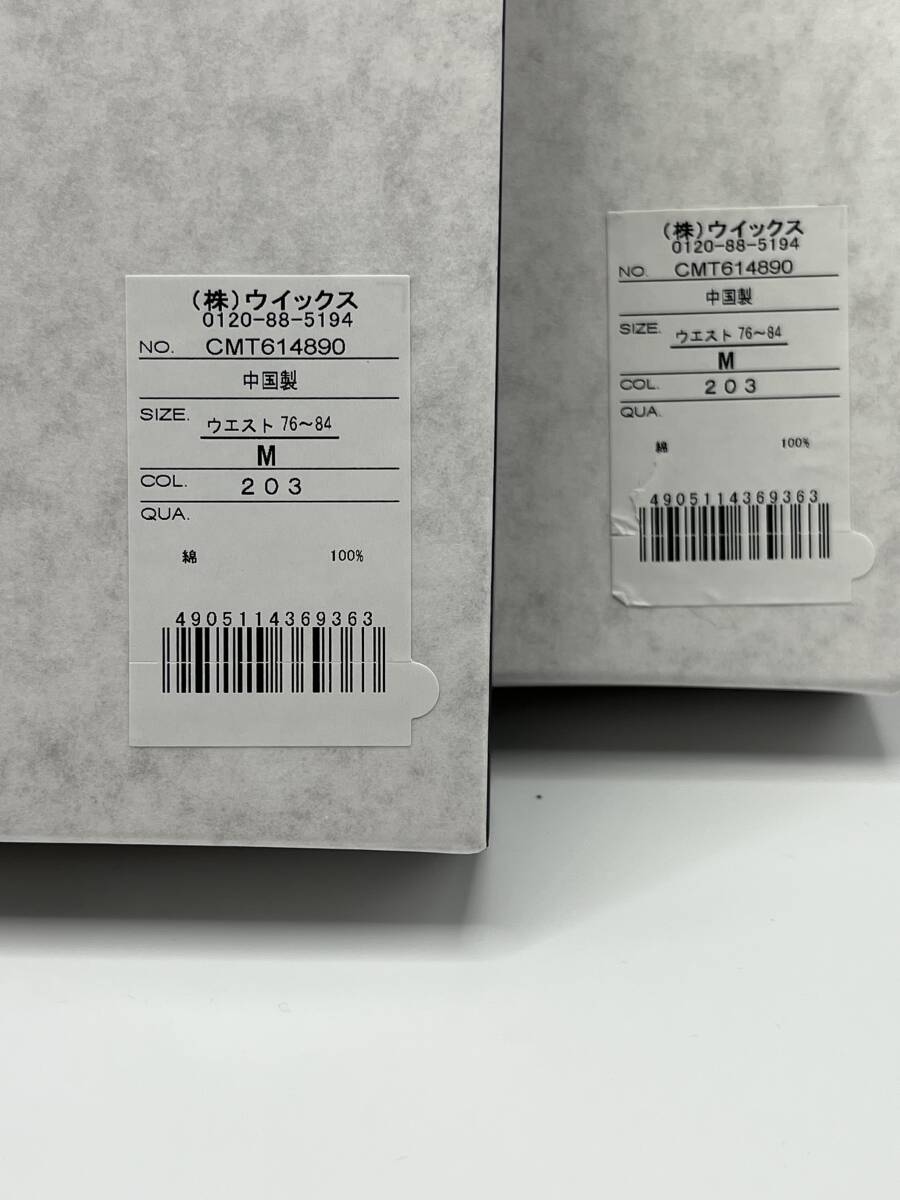 (株)ウイックス
0120-88-5194
NO. CMT614890
中国製
SIZE. ウエスト 76～84
M
COL. 203
QUA.
綿 100%
4905114369363
(株)ウイックス
0120-88-5194
NO. CMT614890
中国製
SIZE. ウエスト 76～84
M
COL. 203
QUA.
綿 100%
4905114369363